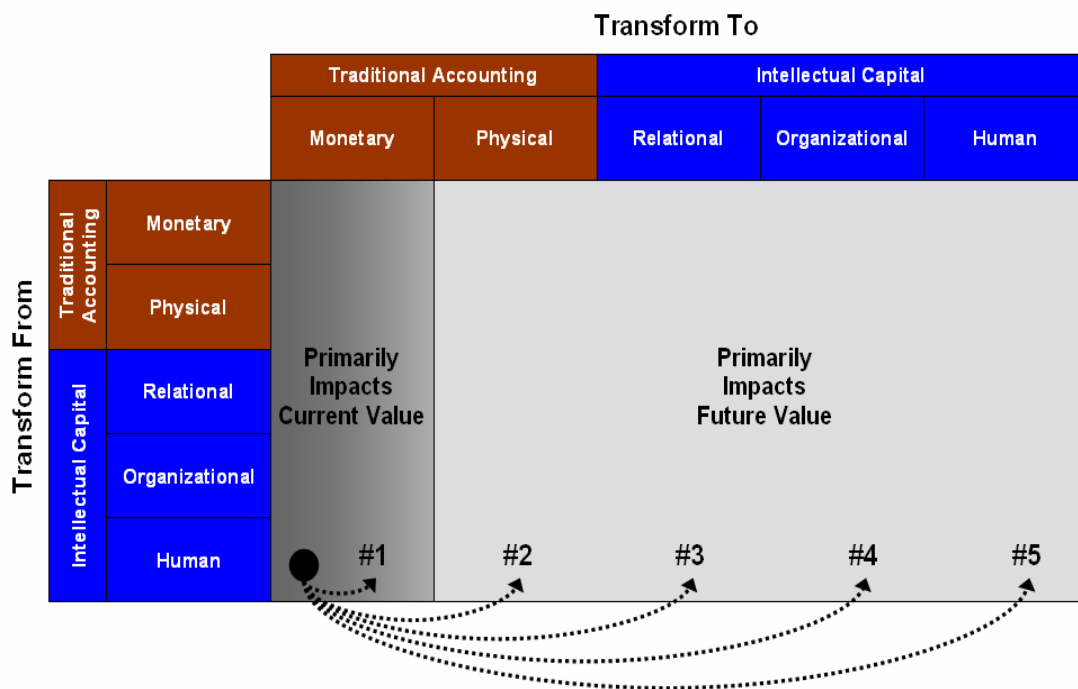 Transform To
Traditional Accounting
Intellectual Capital
Monetary
Physical
Relational
Organizational
Human
Transform From
Traditional
Accounting
Monetary
Physical
Intellectual Capital
Relational
Organizational
Human
Primarily
Impacts
Current Value
Primarily
Impacts
Future Value
#1
#2
#3
#4
#5